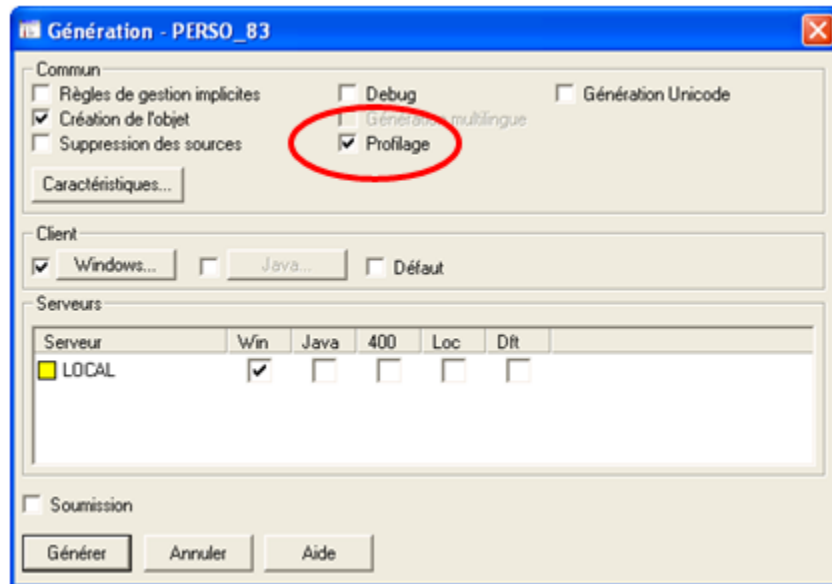 Génération - PERSO_83
Commun
Règles de gestion implicites Debug Génération Unicode
Création de l'objet Génération multilingue
Suppression des sources Profilage
Caractéristiques...
Client
Windows... Java... Défaut
Serveurs
Serveur Win Java 400 Loc Dft
LOCAL
Soumission
Générer Annuler Aide